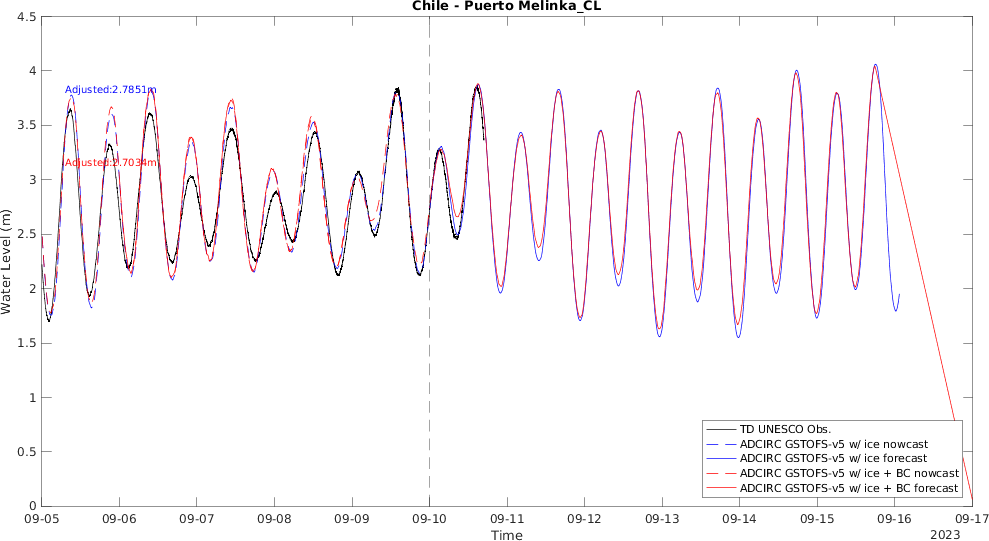 Chile - Puerto Melinka_CL
4.5
4
3.5
3
2.5
2
1.5
1
0.5
0
Water Level (m)
Adjusted:2.7851m
Adjusted:2.7034m
TD UNESCO Obs.
ADCIRC GSTOFS-v5 w/ ice nowcast
ADCIRC GSTOFS-v5 w/ ice forecast
ADCIRC GSTOFS-v5 w/ ice + BC nowcast
ADCIRC GSTOFS-v5 w/ ice + BC forecast
09-05 09-06 09-07 09-08 09-09 09-10 09-11 09-12 09-13 09-14 09-15 09-16 09-17
Time
2023